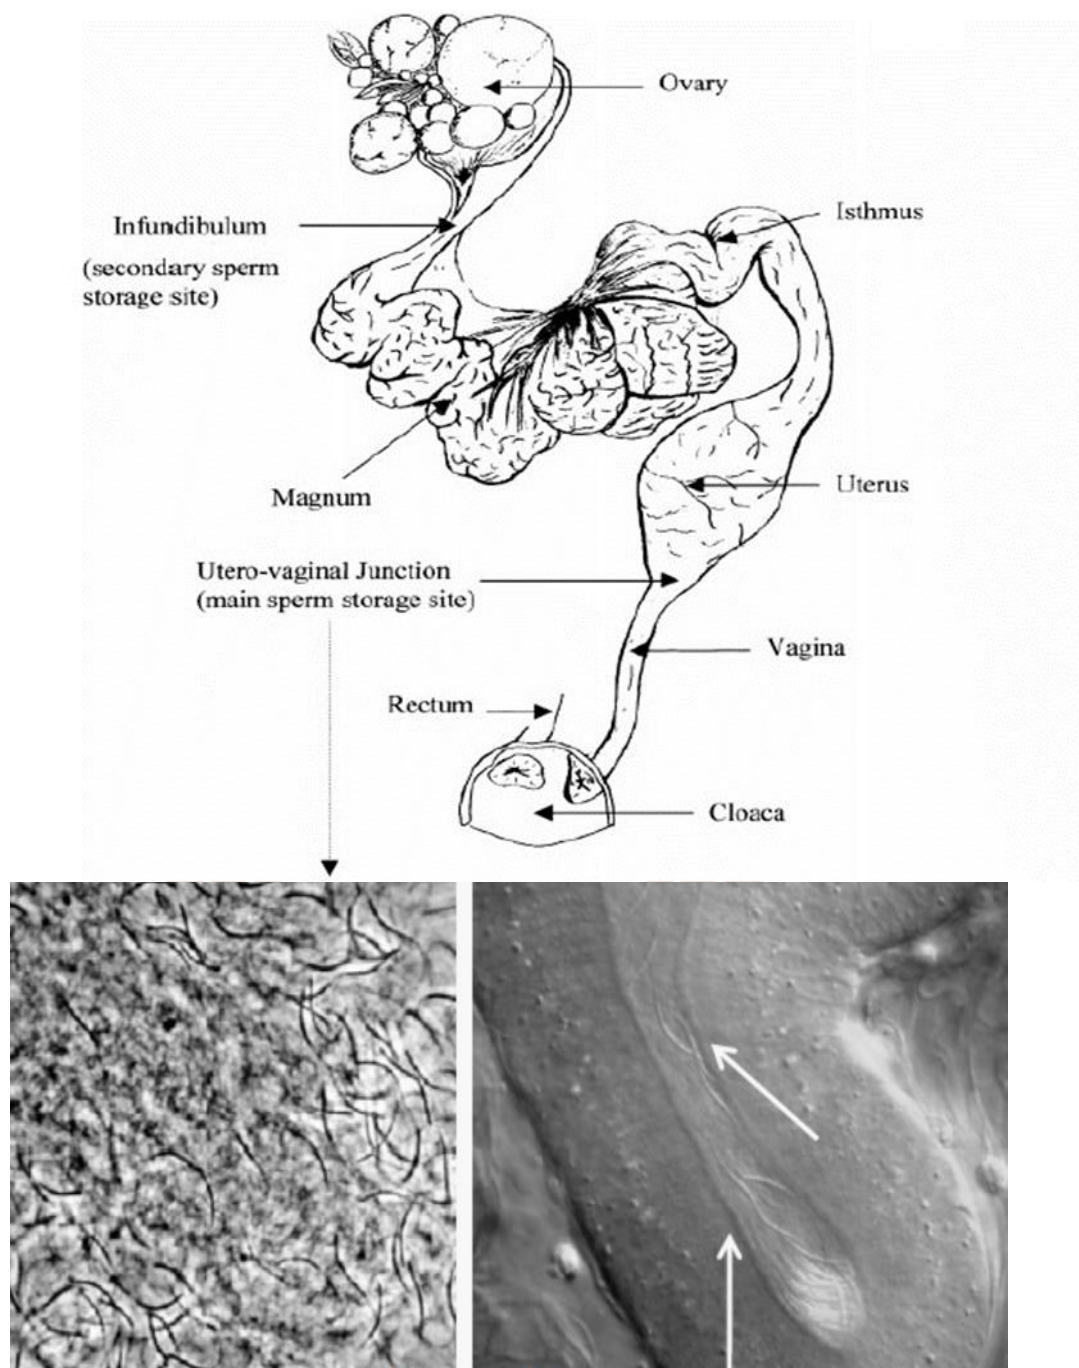 Ovary
Isthmus
Infundibulum
(secondary sperm
storage site)
Magnum
Uterus
Utero-vaginal Junction
(main sperm storage site)
Vagina
Rectum
Cloaca